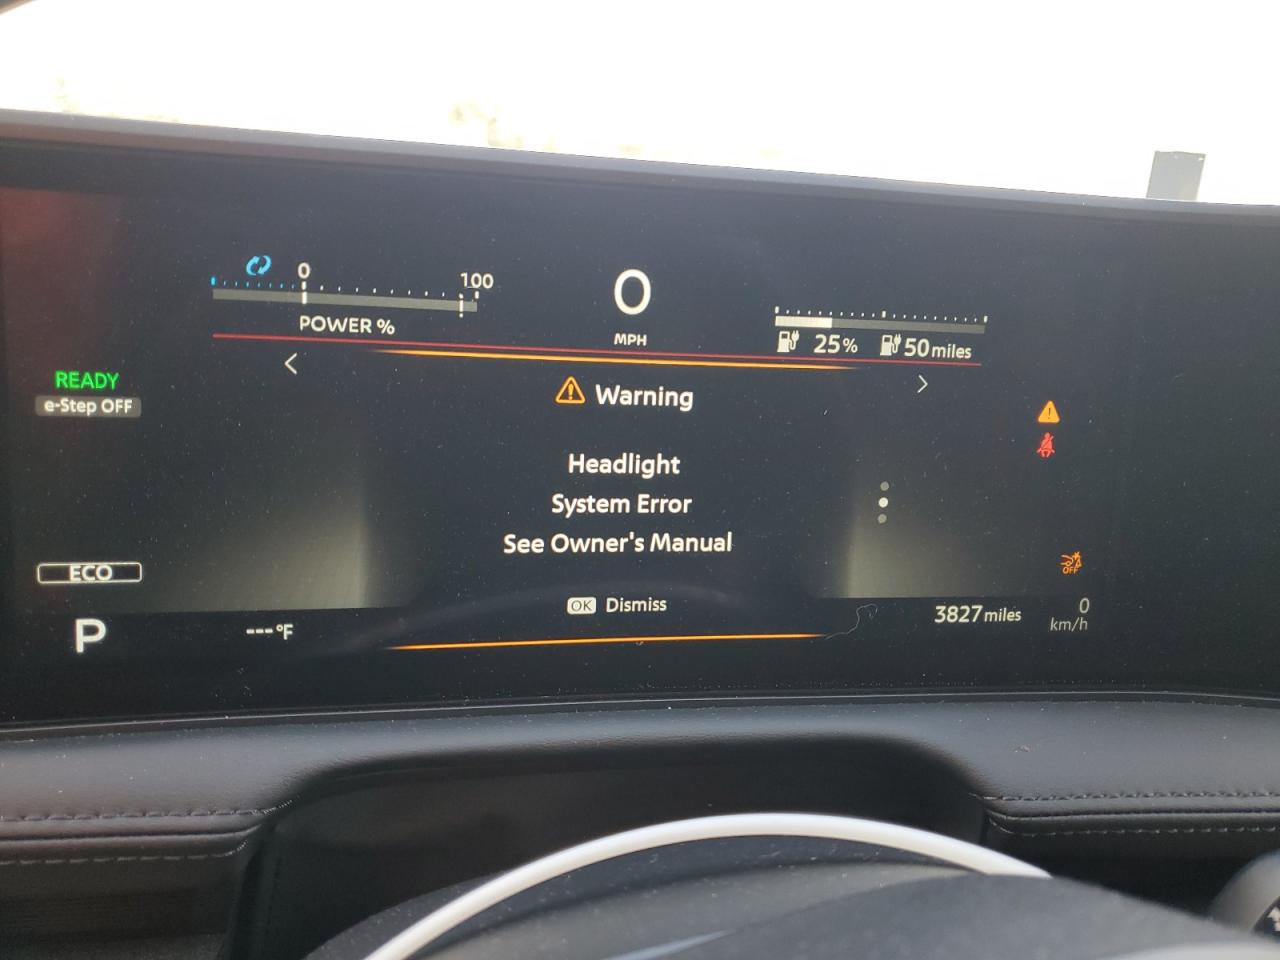 0
100
POWER %
0
MPH
25%
50 miles
READY
e-Step OFF
Warning
Headlight
System Error
See Owner's Manual
OK Dismiss
ECO
OFF
P
---°F
3827 miles
0
km/h